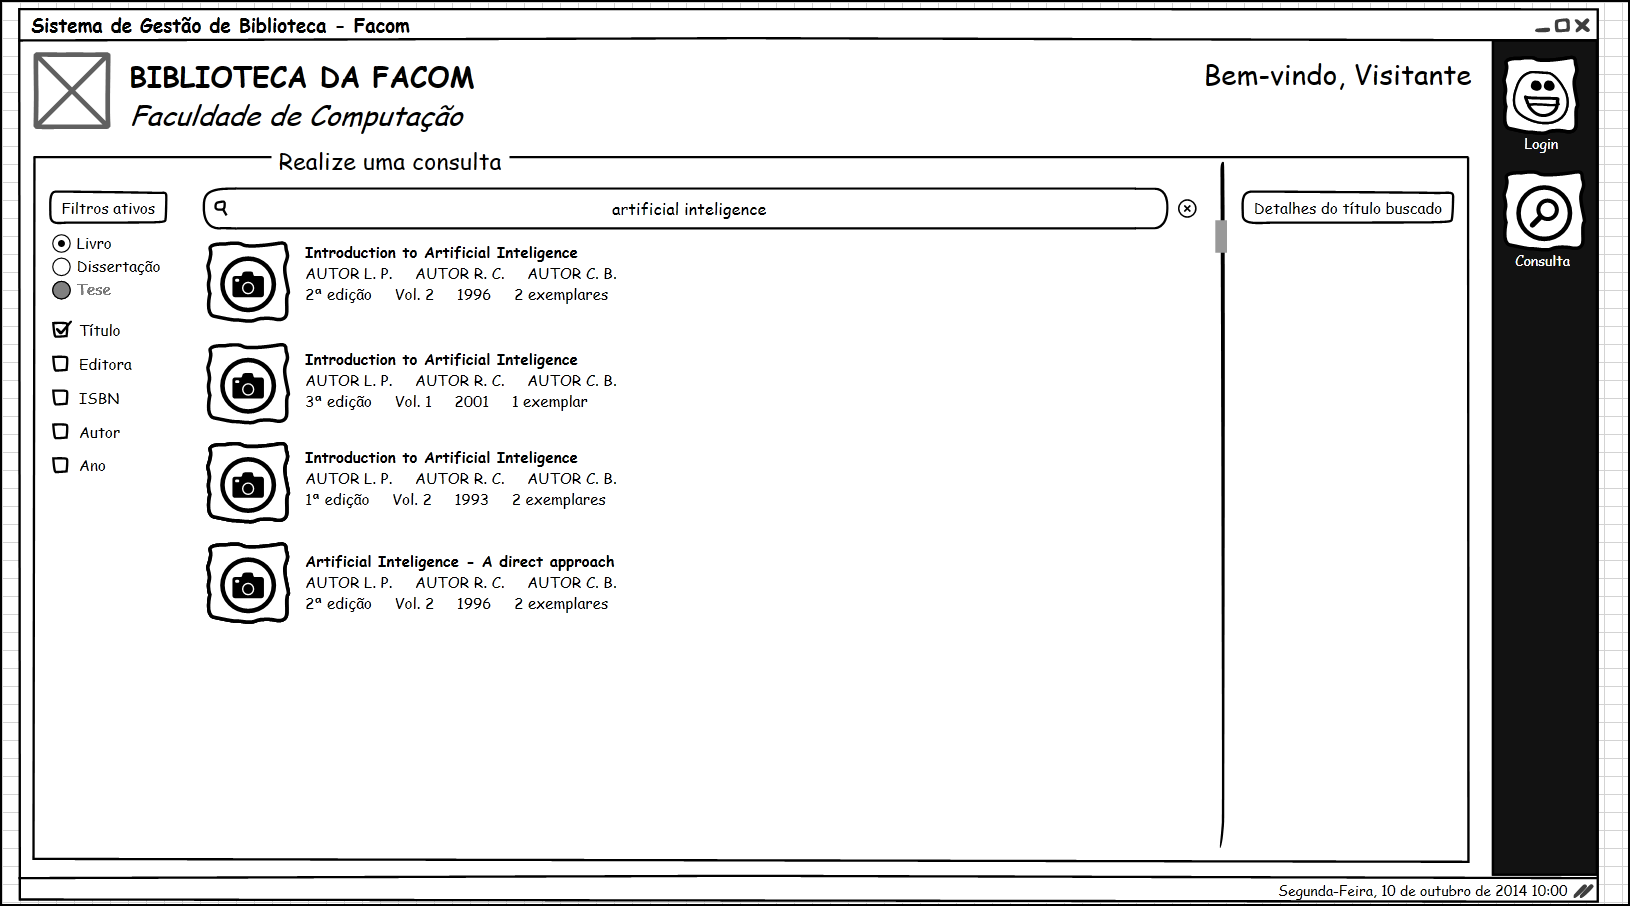 Sistema de Gestão de Biblioteca - Facom
BIBLIOTECA DA FACOM
Faculdade de Computação
Bem-vindo, Visitante
Login
Consulta
Realize uma consulta
Filtros ativos
Livro
Dissertação
Tese
Título
Editora
ISBN
Autor
Ano
artificial inteligence
Introduction to Artificial Inteligence
AUTOR L. P. AUTOR R. C. AUTOR C. B.
2ª edição Vol. 2 1996 2 exemplares
Introduction to Artificial Inteligence
AUTOR L. P. AUTOR R. C. AUTOR C. B.
3ª edição Vol. 1 2001 1 exemplar
Introduction to Artificial Inteligence
AUTOR L. P. AUTOR R. C. AUTOR C. B.
1ª edição Vol. 2 1993 2 exemplares
Artificial Inteligence - A direct approach
AUTOR L. P. AUTOR R. C. AUTOR C. B.
2ª edição Vol. 2 1996 2 exemplares
Detalhes do título buscado
Segunda-Feira, 10 de outubro de 2014 10:00